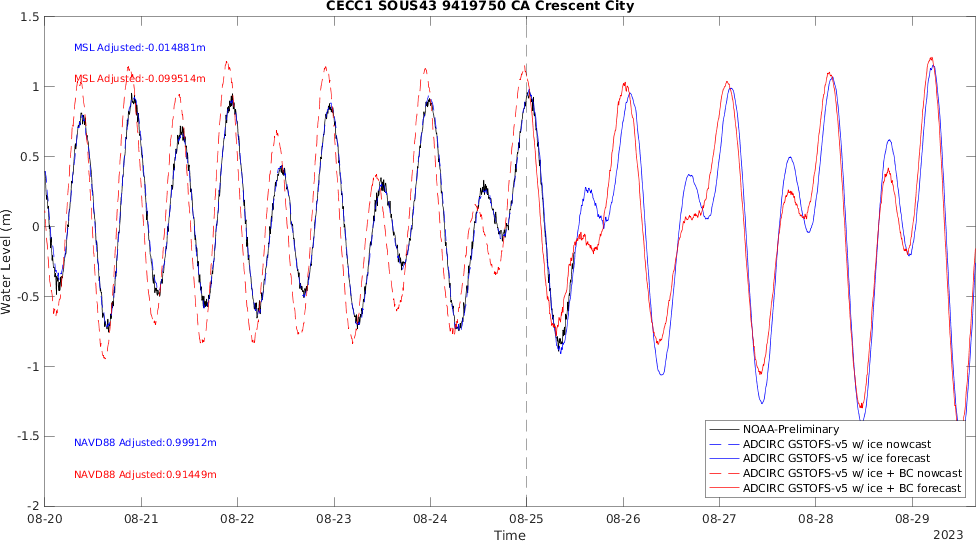 CECC1 SOUS43 9419750 CA Crescent City
1.5
1
0.5
0
-0.5
-1
-1.5
-2
Water Level (m)
MSL Adjusted:-0.014881m
MSL Adjusted:-0.099514m
NAVD88 Adjusted:0.99912m
NAVD88 Adjusted:0.91449m
NOAA-Preliminary
ADCIRC GSTOFS-v5 w/ ice nowcast
ADCIRC GSTOFS-v5 w/ ice forecast
ADCIRC GSTOFS-v5 w/ ice + BC nowcast
ADCIRC GSTOFS-v5 w/ ice + BC forecast
08-20 08-21 08-22 08-23 08-24 08-25 08-26 08-27 08-28 08-29
Time
2023